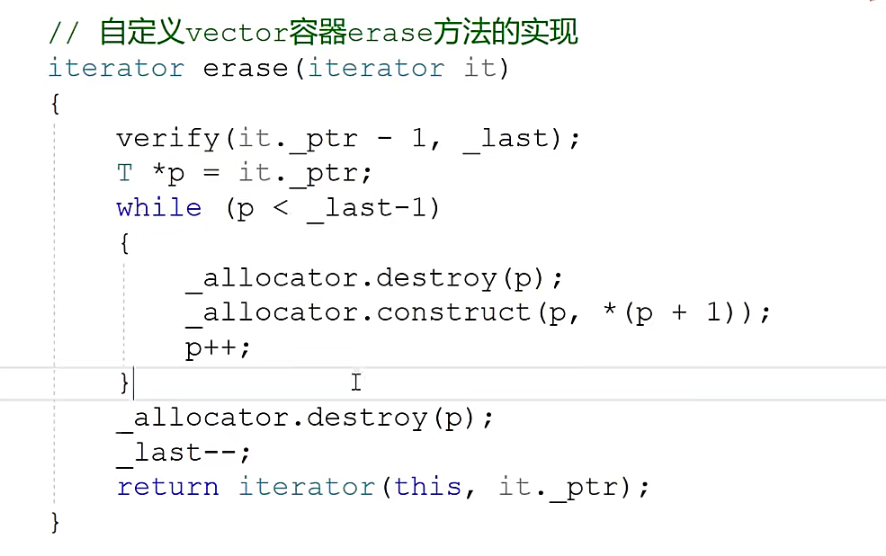 // 自定义vector容器erase方法的实现
iterator erase(iterator it)
{
verify(it._ptr - 1, _last);
T *p = it._ptr;
while (p < _last-1)
{
_allocator.destroy(p);
_allocator.construct(p, *(p + 1));
p++;
}
_allocator.destroy(p);
_last--;
return iterator(this, it._ptr);
}